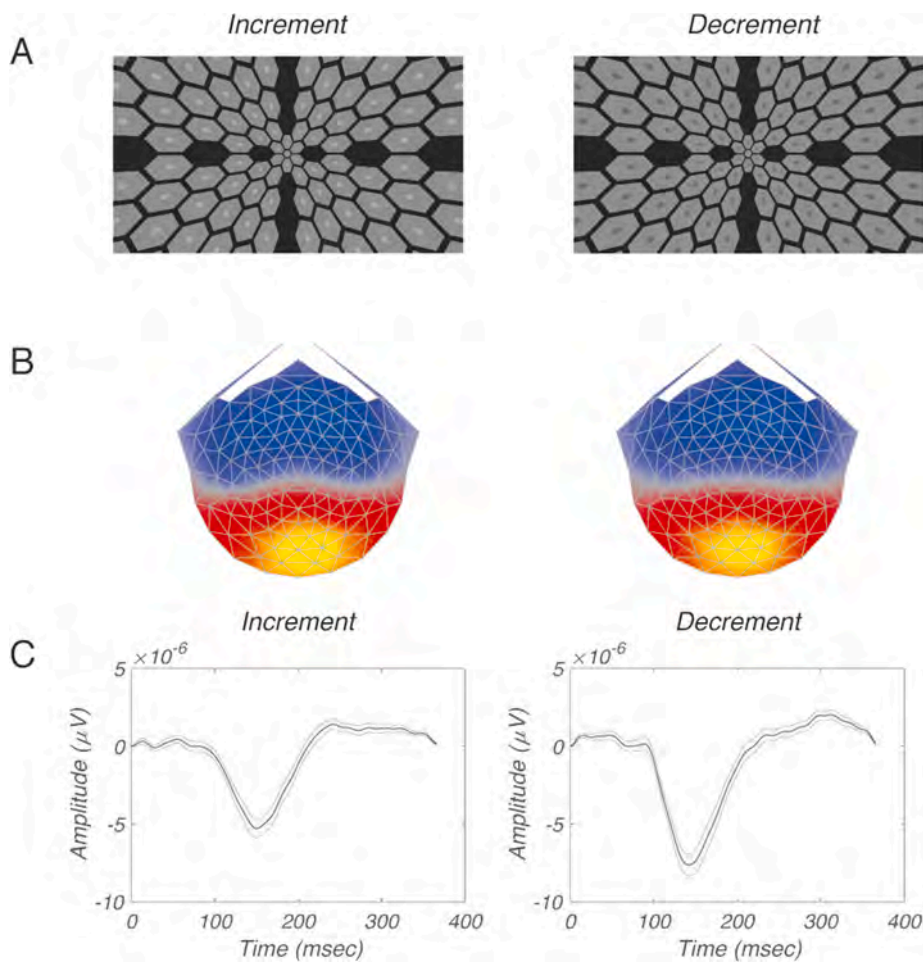 Increment Decrement
A
B
Increment Decrement
C
5 ×10-6 5 ×10-6
0 0
-5 -5
-10 -10
Amplitude (μV) Amplitude (μV)
0 100 200 300 400 0 100 200 300 400
Time (msec) Time (msec)